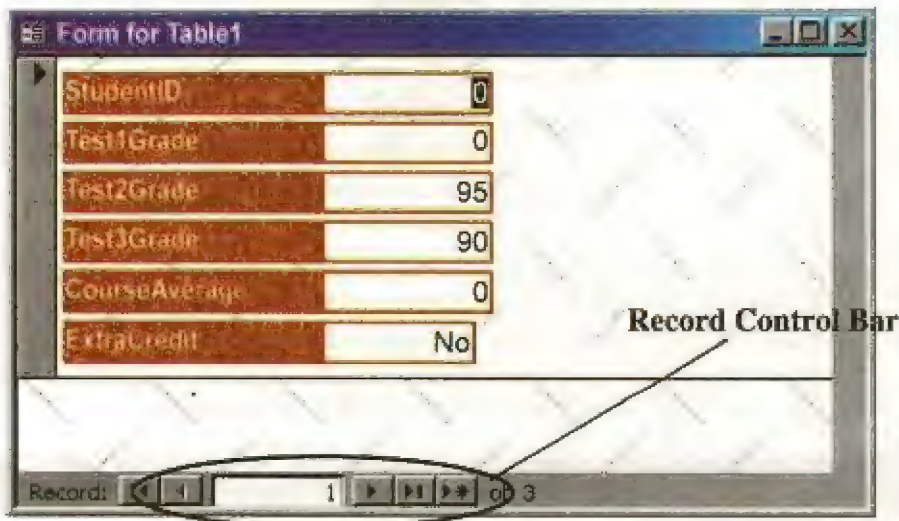 Form for Table1
StudentID 0
Test1Grade 0
Test2Grade 95
Test3Grade 90
CourseAverage 0
ExtraCredit No
Record Control Bar
Record: 1 of 3